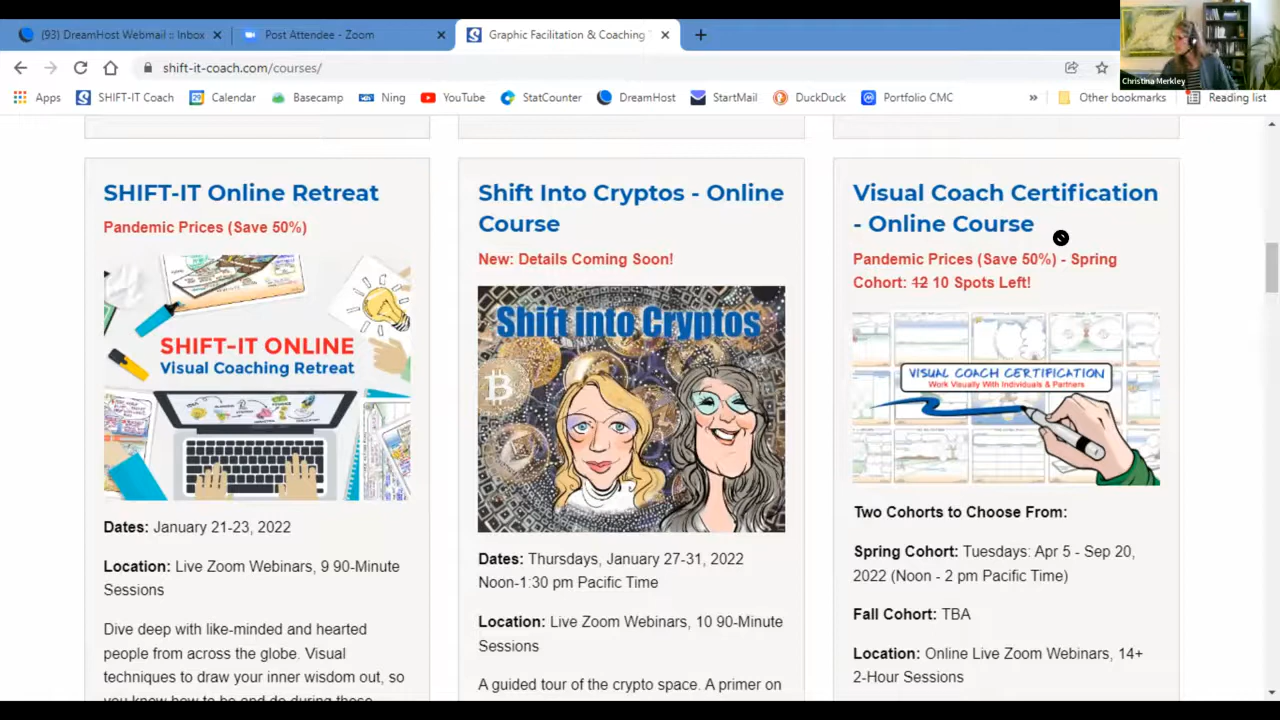 (93) DreamHost Webmail :: Inbox
Post Attendee - Zoom
Graphic Facilitation & Coaching
shift-it-coach.com/courses/
Christina Merkley
Apps
SHIFT-IT Coach
Calendar
Basecamp
Ning
YouTube
StatCounter
DreamHost
StartMail
DuckDuck
Portfolio CMC
»
Other bookmarks
Reading list
SHIFT-IT Online Retreat
Pandemic Prices (Save 50%)
SHIFT-IT ONLINE
Visual Coaching Retreat
Dates: January 21-23, 2022
Location: Live Zoom Webinars, 9 90-Minute
Sessions
Dive deep with like-minded and hearted
people from across the globe. Visual
techniques to draw your inner wisdom out, so
you know how to be and do during these
Shift Into Cryptos - Online
Course
New: Details Coming Soon!
Shift into Cryptos
Dates: Thursdays, January 27-31, 2022
Noon-1:30 pm Pacific Time
Location: Live Zoom Webinars, 10 90-Minute
Sessions
A guided tour of the crypto space. A primer on
Visual Coach Certification
- Online Course
Pandemic Prices (Save 50%) - Spring
Cohort: 12 10 Spots Left!
VISUAL COACH CERTIFICATION
Work Visually With Individuals & Partners
Two Cohorts to Choose From:
Spring Cohort: Tuesdays: Apr 5 - Sep 20,
2022 (Noon - 2 pm Pacific Time)
Fall Cohort: TBA
Location: Online Live Zoom Webinars, 14+
2-Hour Sessions